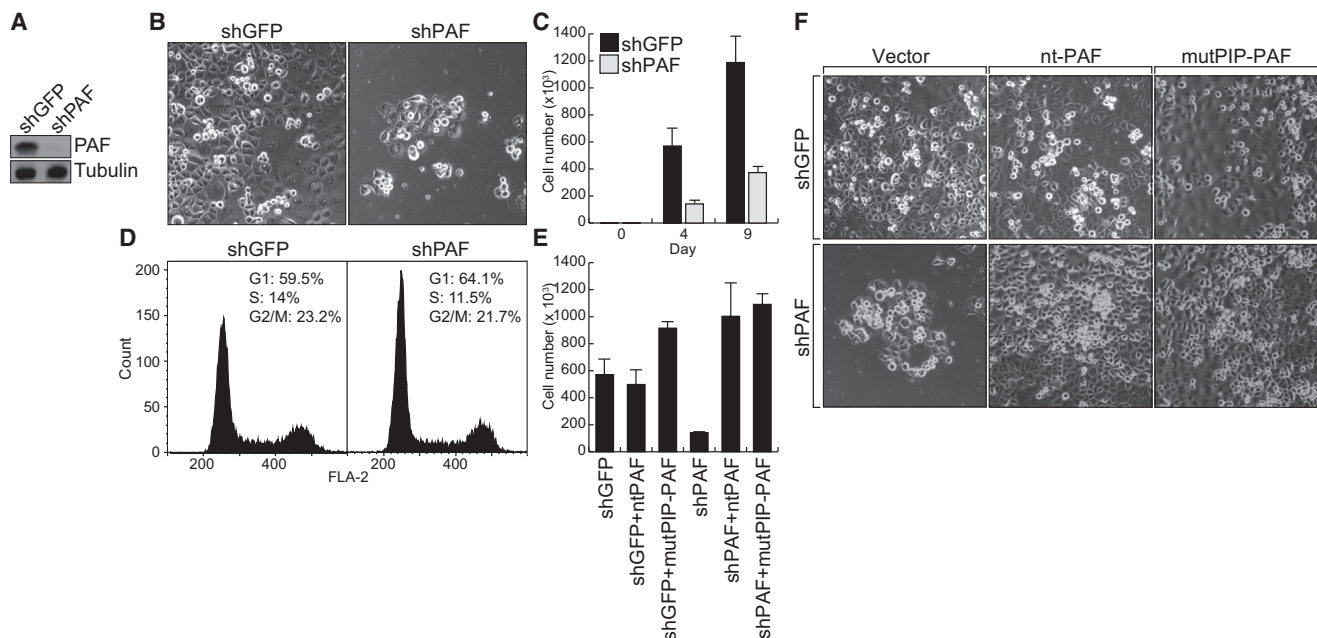 A
shGFP
shPAF
PAF
Tubulin
B
shGFP
shPAF
C
1400
1200
1000
800
600
400
200
0
Cell number (x10³)
shGFP
shPAF
0
4
9
Day
D
shGFP
shPAF
200
150
100
50
0
Count
G1: 59.5%
S: 14%
G2/M: 23.2%
G1: 64.1%
S: 11.5%
G2/M: 21.7%
200
400
200
400
FLA-2
E
1400
1200
1000
800
600
400
200
0
Cell number (x 10³)
shGFP
shGFP+ntPAF
shGFP+mutPIP-PAF
shPAF
shPAF+ntPAF
shPAF+mutPIP-PAF
F
Vector
nt-PAF
mutPIP-PAF
shGFP
shPAF